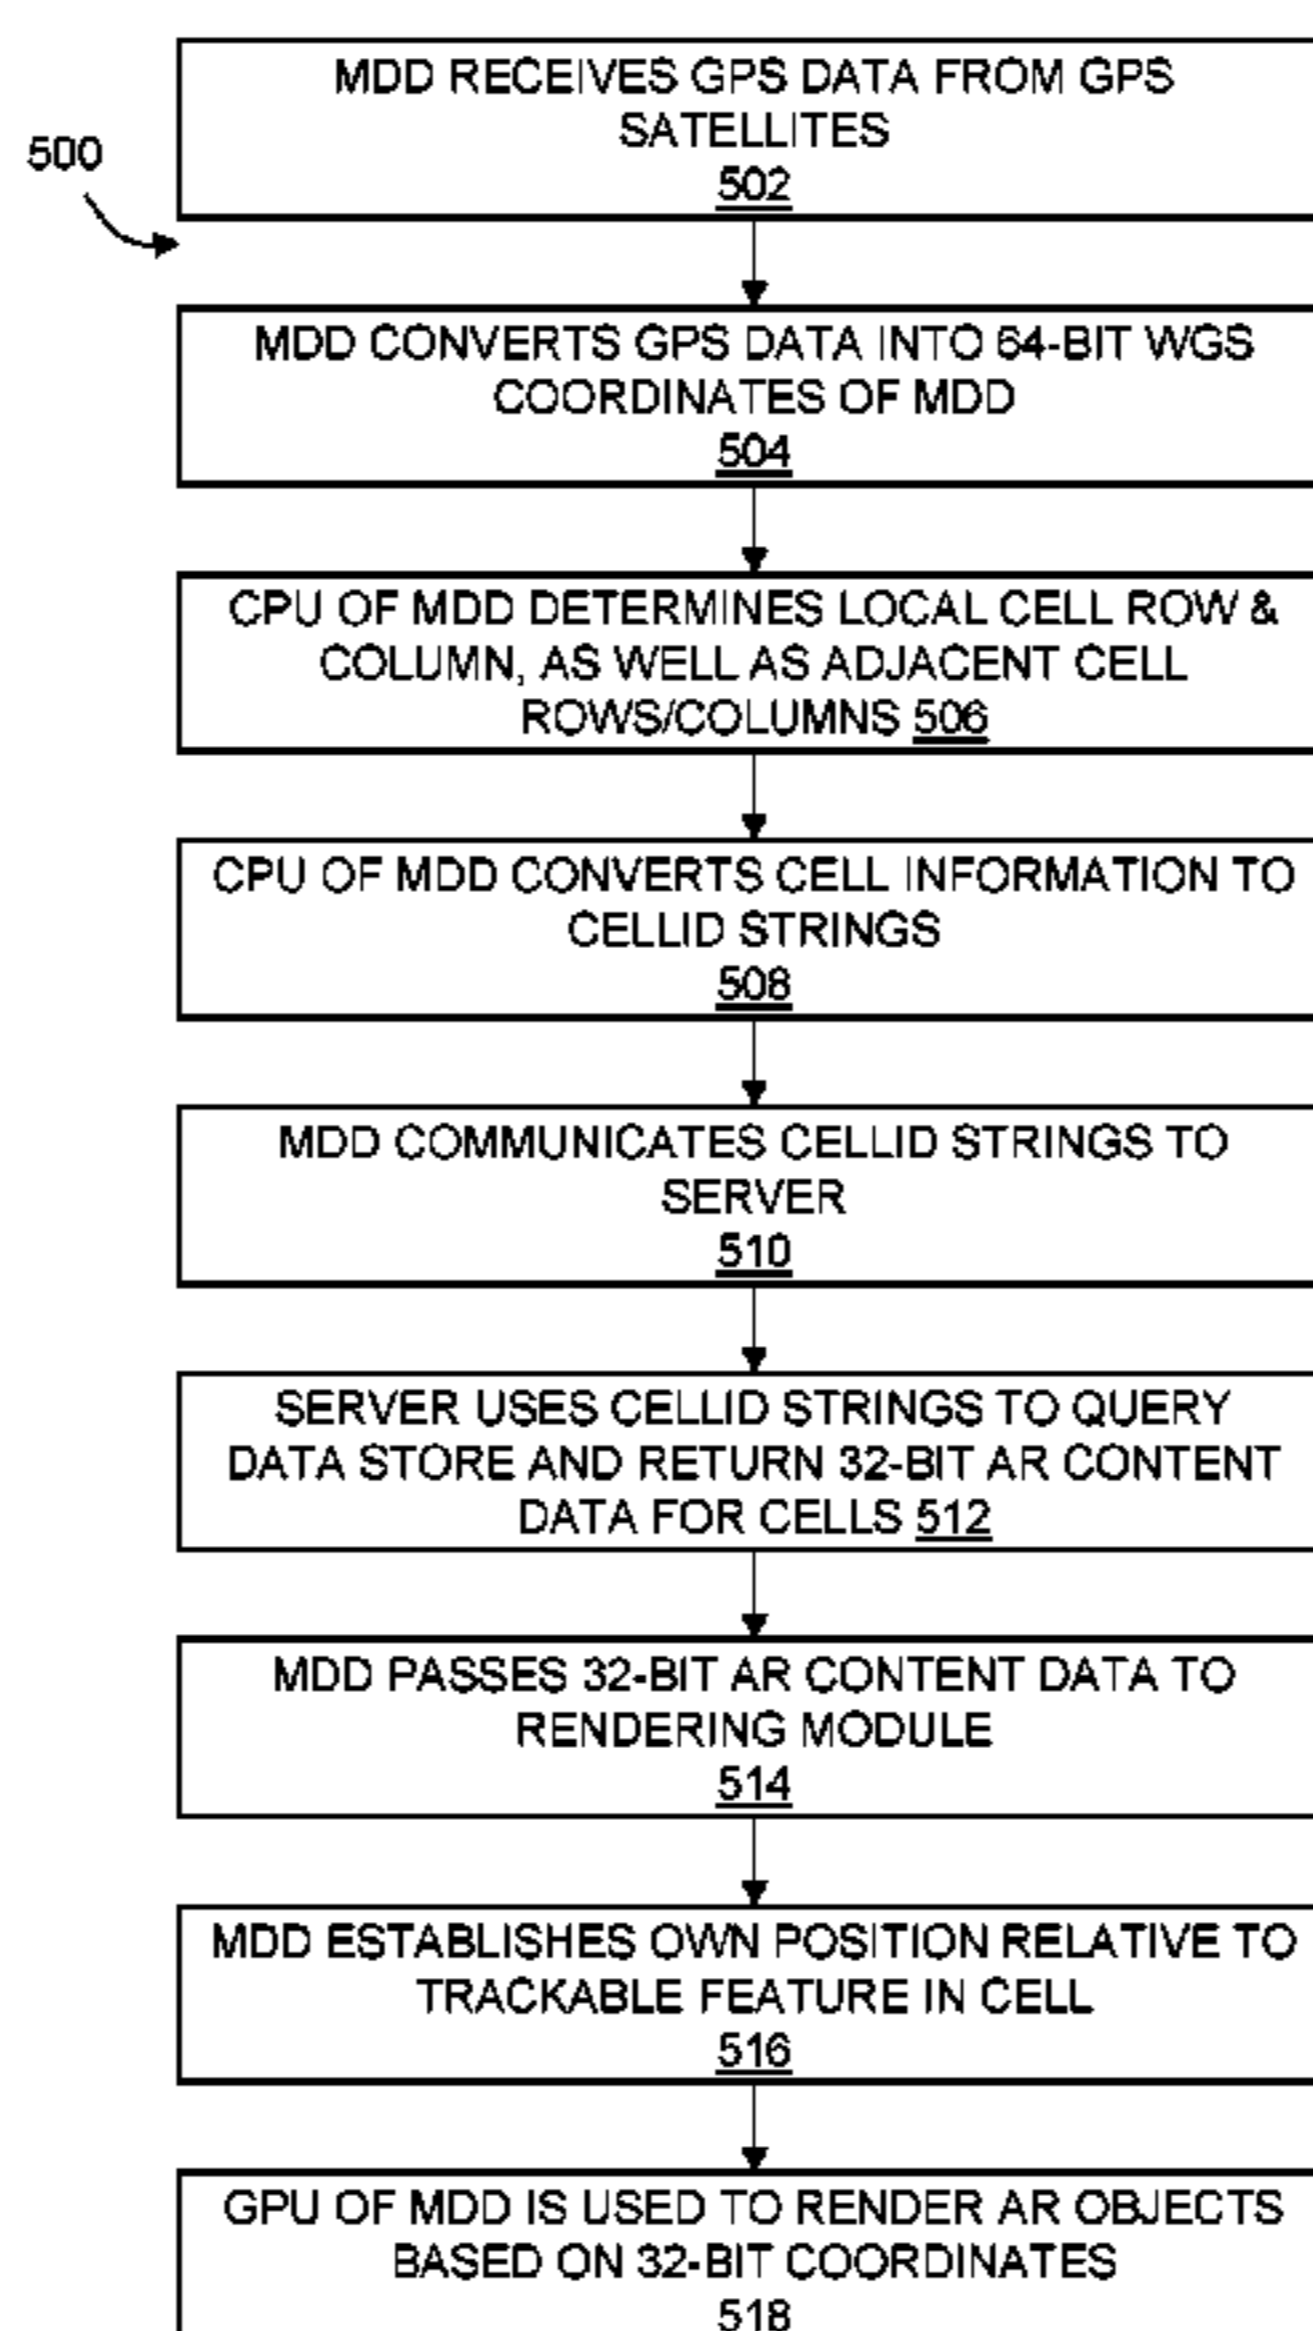 MDD RECEIVES GPS DATA FROM GPS
SATELLITES
502
500
MDD CONVERTS GPS DATA INTO 64-BIT WGS
COORDINATES OF MDD
504
CPU OF MDD DETERMINES LOCAL CELL ROW &
COLUMN, AS WELL AS ADJACENT CELL
ROWS/COLUMNS 506
CPU OF MDD CONVERTS CELL INFORMATION TO
CELLID STRINGS
508
MDD COMMUNICATES CELLID STRINGS TO
SERVER
510
SERVER USES CELLID STRINGS TO QUERY
DATA STORE AND RETURN 32-BIT AR CONTENT
DATA FOR CELLS 512
MDD PASSES 32-BIT AR CONTENT DATA TO
RENDERING MODULE
514
MDD ESTABLISHES OWN POSITION RELATIVE TO
TRACKABLE FEATURE IN CELL
516
GPU OF MDD IS USED TO RENDER AR OBJECTS
BASED ON 32-BIT COORDINATES
518